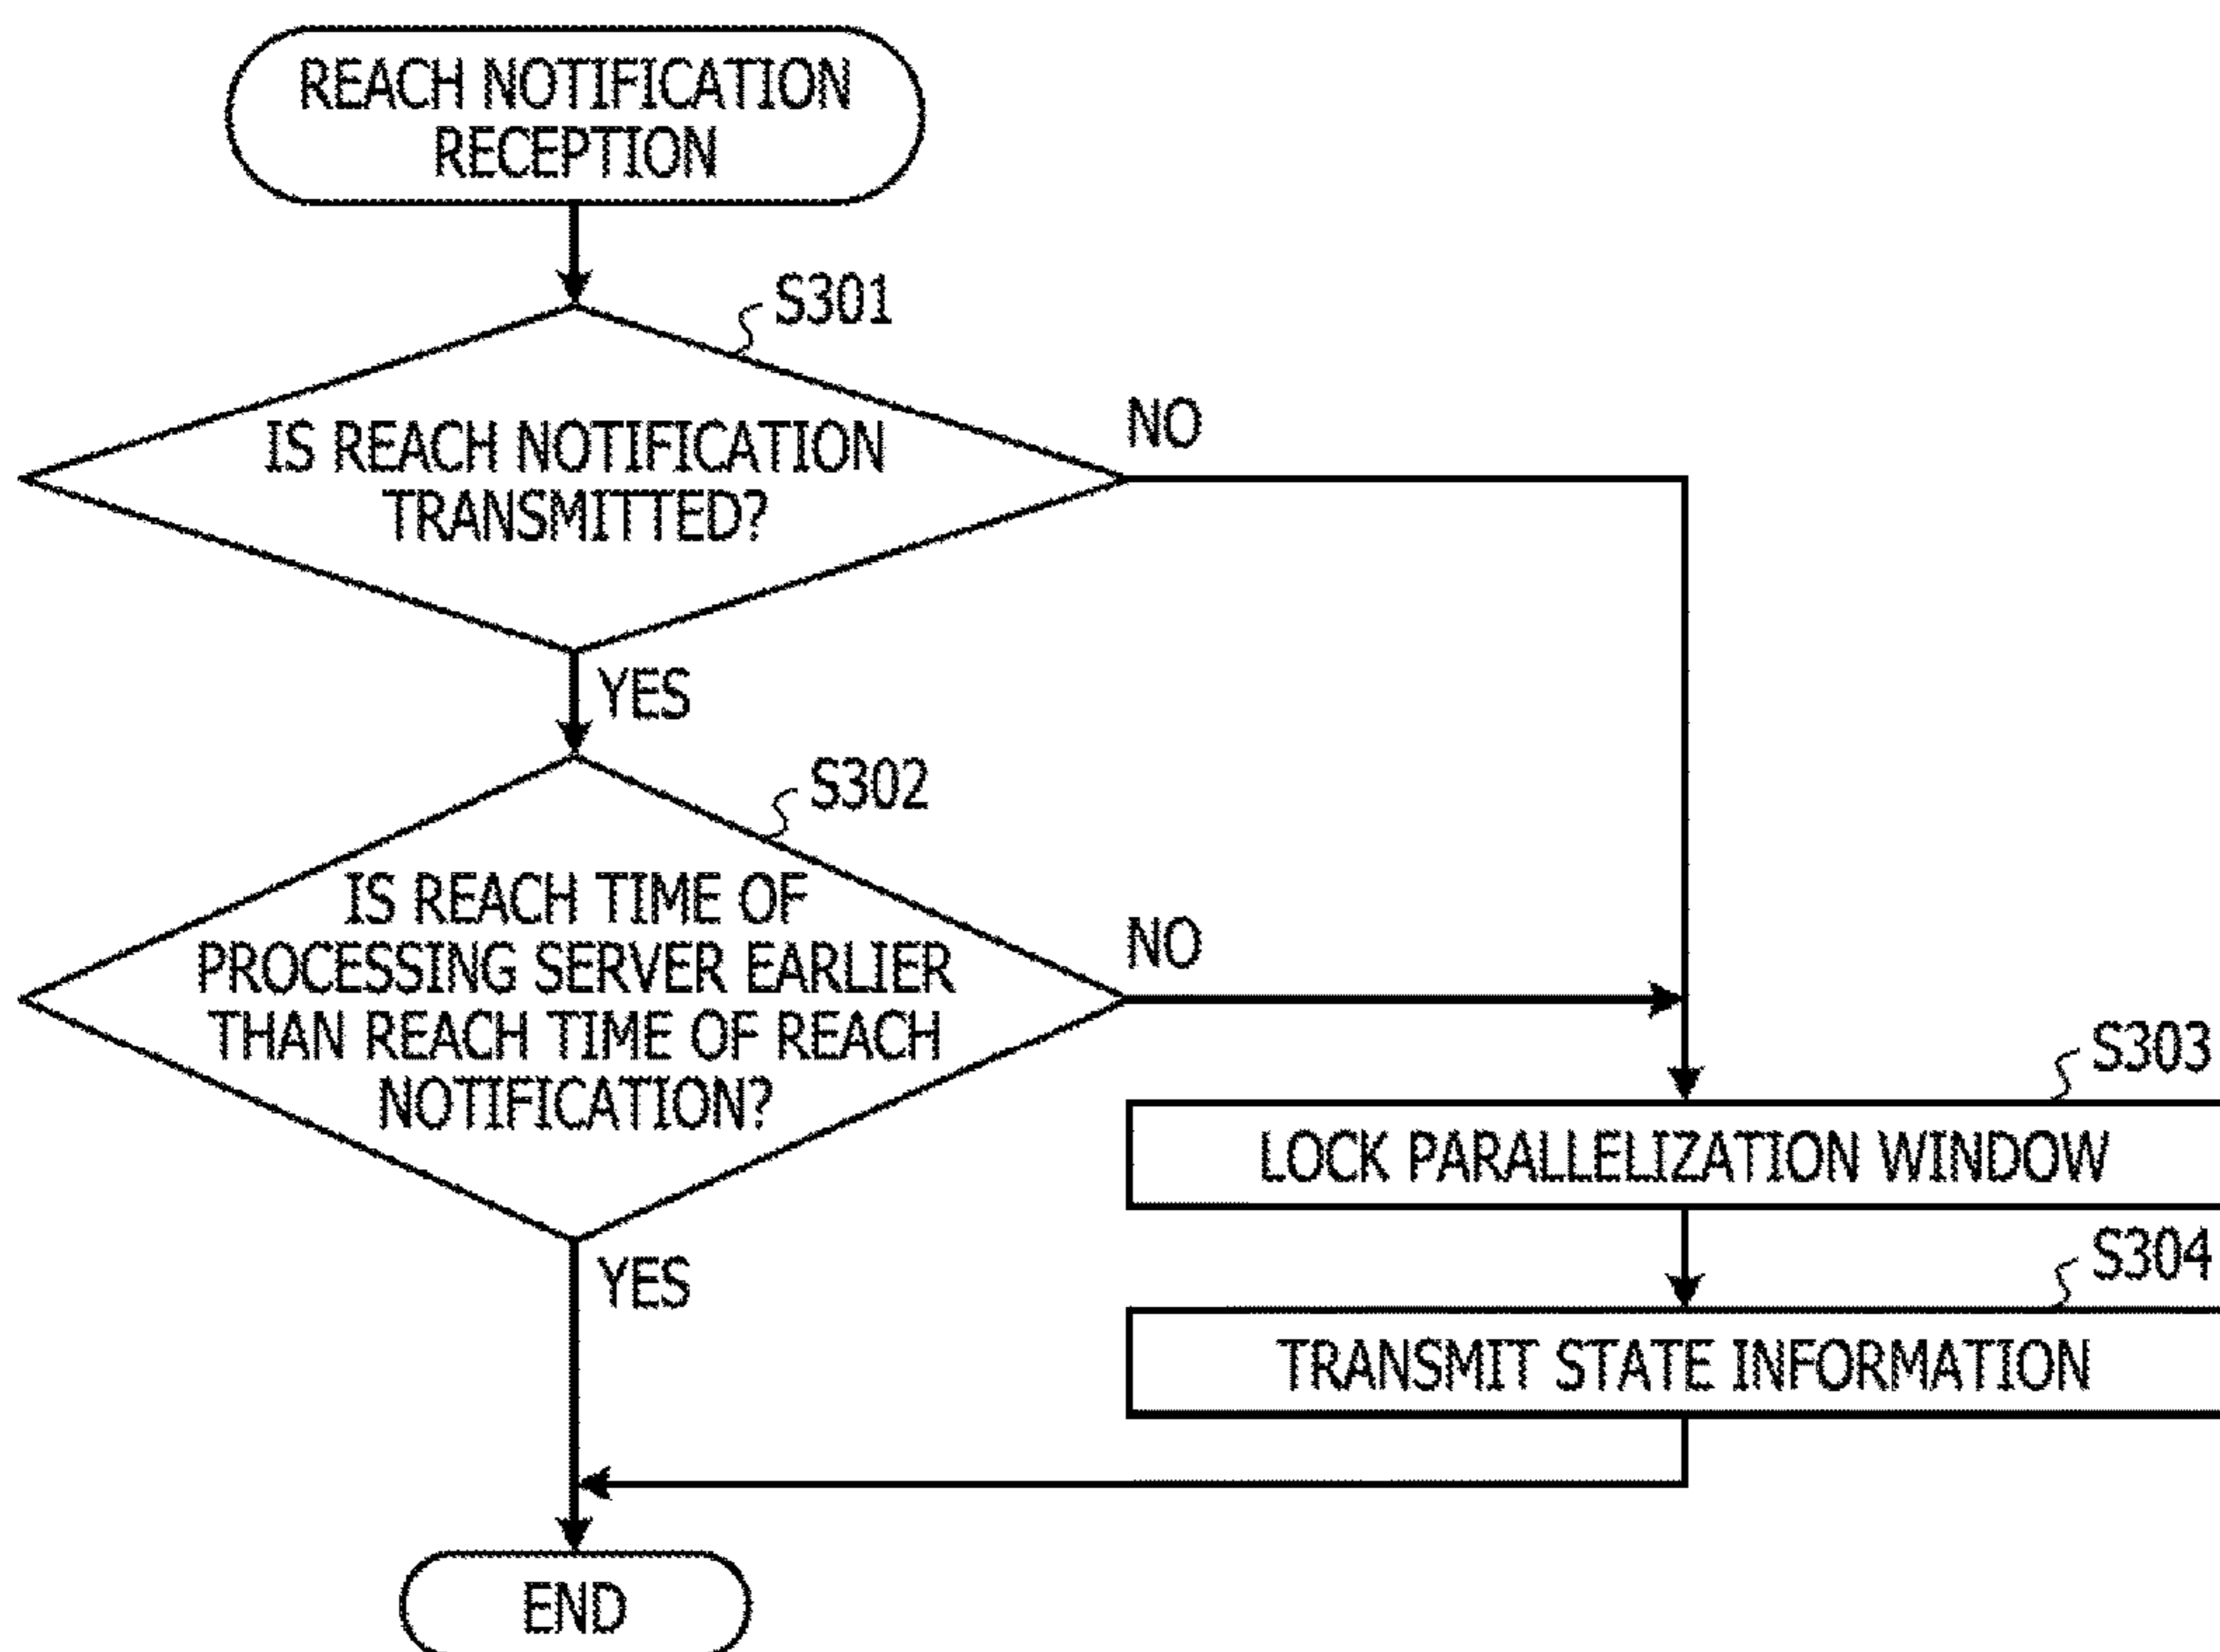 REACH NOTIFICATION
RECEPTION
S301
IS REACH NOTIFICATION
TRANSMITTED?
NO
YES
S302
IS REACH TIME OF
PROCESSING SERVER EARLIER
THAN REACH TIME OF REACH
NOTIFICATION?
NO
YES
S303
LOCK PARALLELIZATION WINDOW
S304
TRANSMIT STATE INFORMATION
END